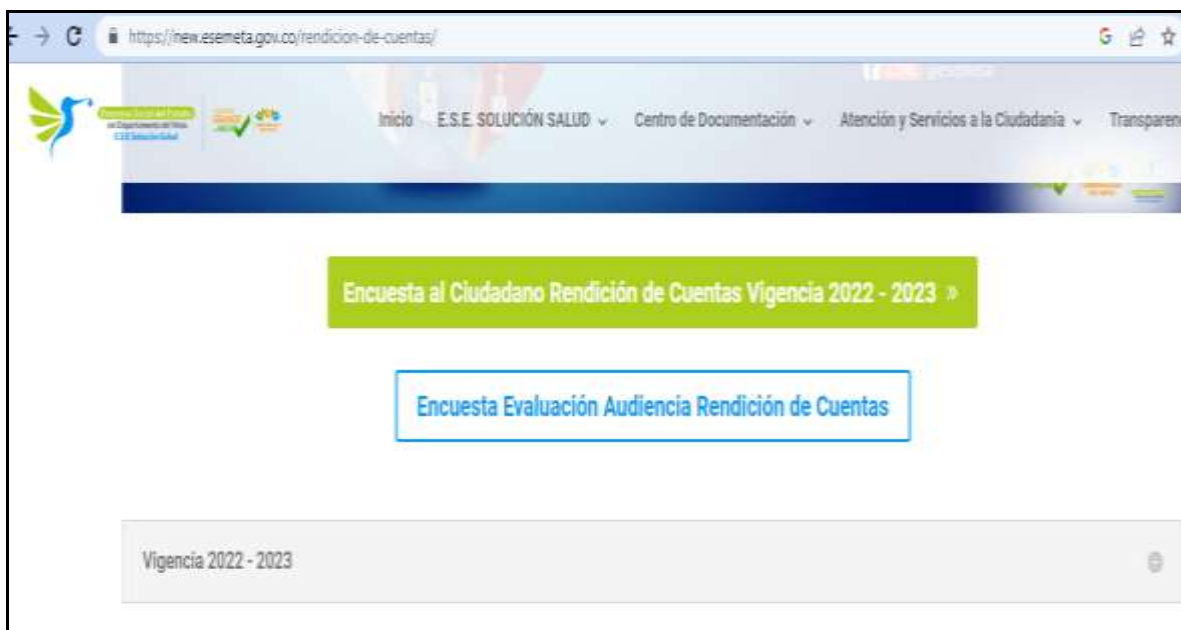 https://new.esemeta.gov.co/rendicion-de-cuentas/
Inicio E.S.E. SOLUCIÓN SALUD Centro de Documentación Atención y Servicios a la Ciudadanía Transparen
Encuesta al Ciudadano Rendición de Cuentas Vigencia 2022 - 2023 »
Encuesta Evaluación Audiencia Rendición de Cuentas
Vigencia 2022 - 2023